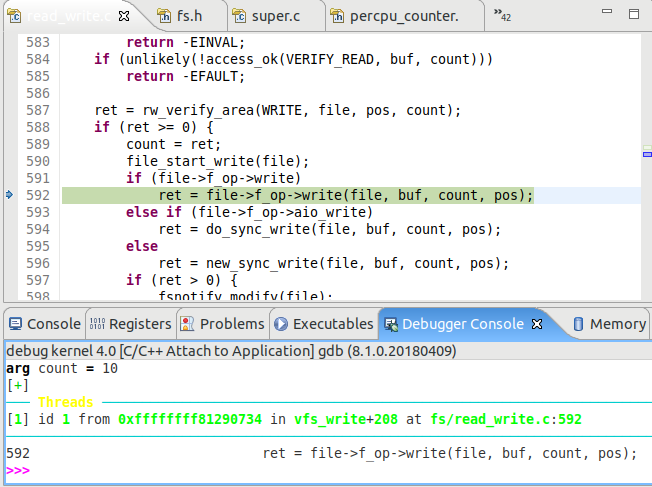 read_write.c fs.h super.c percpu_counter. »42
583 return -EINVAL;
584 if (unlikely(!access_ok(VERIFY_READ, buf, count)))
585 return -EFAULT;
586
587 ret = rw_verify_area(WRITE, file, pos, count);
588 if (ret >= 0) {
589 count = ret;
590 file_start_write(file);
591 if (file->f_op->write)
592 ret = file->f_op->write(file, buf, count, pos);
593 else if (file->f_op->aio_write)
594 ret = do_sync_write(file, buf, count, pos);
595 else
596 ret = new_sync_write(file, buf, count, pos);
597 if (ret > 0) {
598 fsnotify_modify(file);
Console Registers Problems Executables Debugger Console Memory
debug kernel 4.0 [C/C++ Attach to Application] gdb (8.1.0.20180409)
arg count = 10
[+]
Threads
[1] id 1 from 0xffffffff81290734 in vfs_write+208 at fs/read_write.c:592
592 ret = file->f_op->write(file, buf, count, pos);
>>>